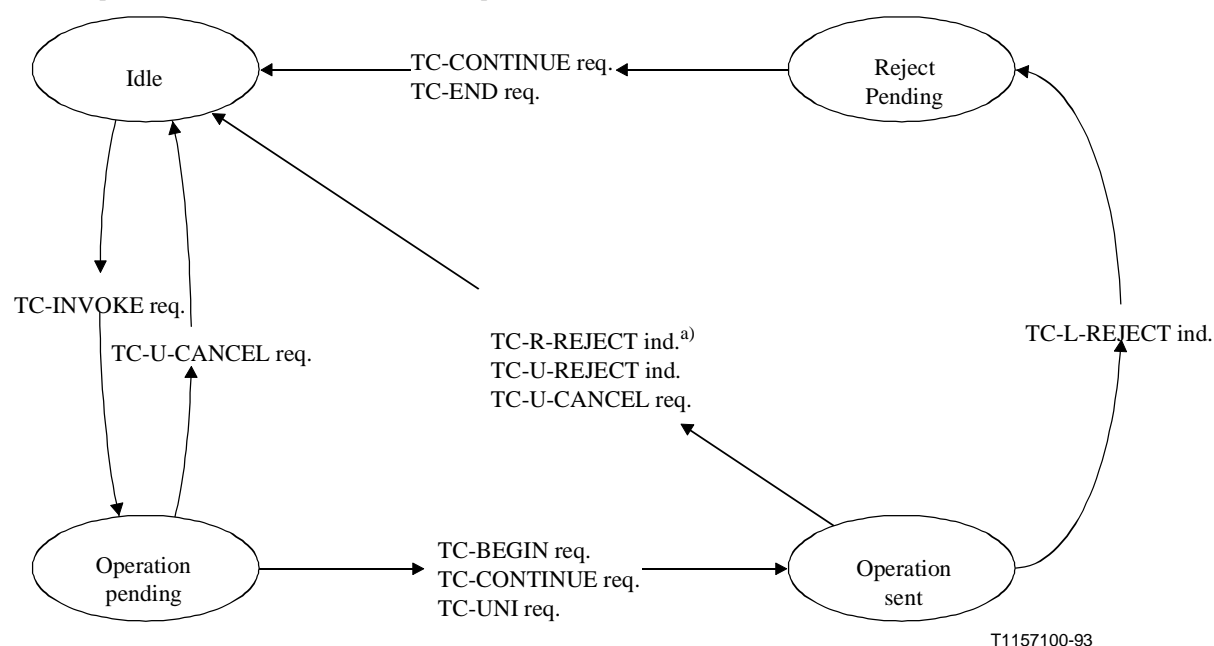 Idle
TC-CONTINUE req.
TC-END req.
Reject
Pending
TC-INVOKE req.
TC-U-CANCEL req.
TC-R-REJECT ind.a)
TC-U-REJECT ind.
TC-U-CANCEL req.
TC-L-REJECT ind.
Operation
pending
TC-BEGIN req.
TC-CONTINUE req.
TC-UNI req.
Operation
sent
T1157100-93